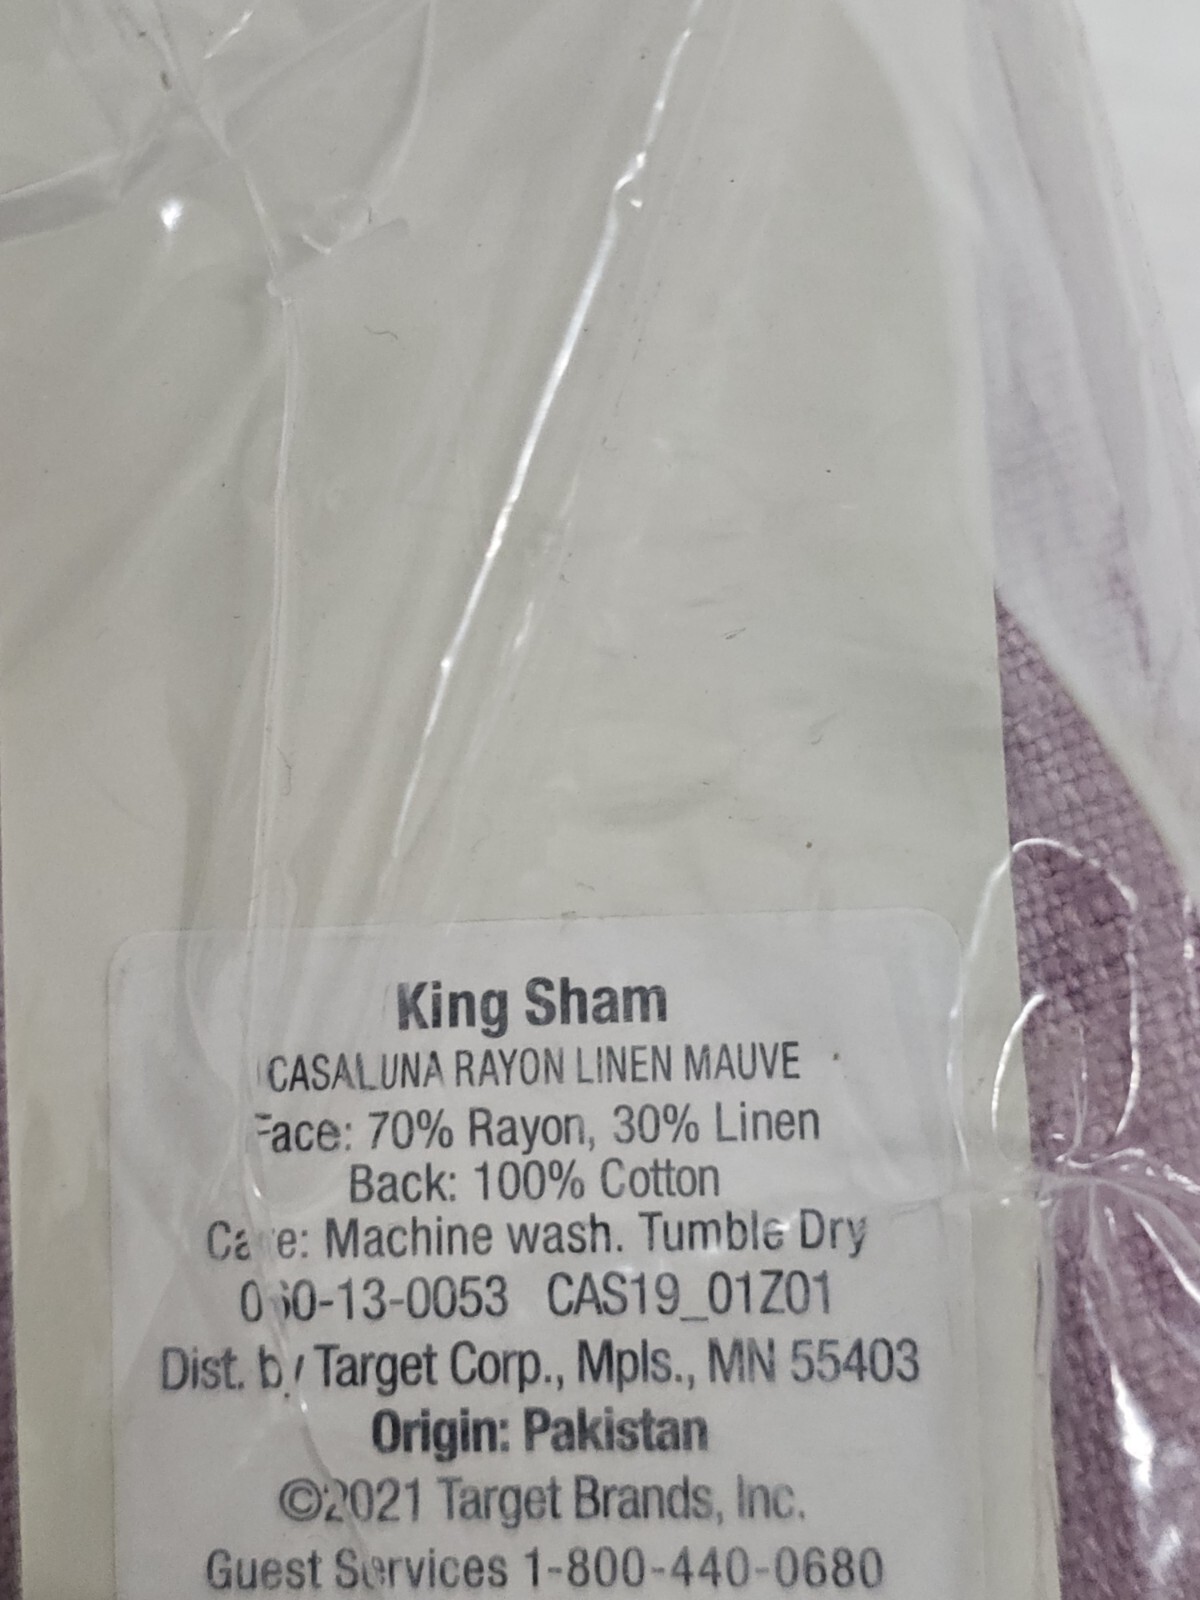 King Sham
CASALUNA RAYON LINEN MAUVE
Face: 70% Rayon, 30% Linen
Back: 100% Cotton
Care: Machine wash. Tumble Dry
060-13-0053 CAS19_01Z01
Dist. by Target Corp., Mpls., MN 55403
Origin: Pakistan
©2021 Target Brands, Inc.
Guest Services 1-800-440-0680